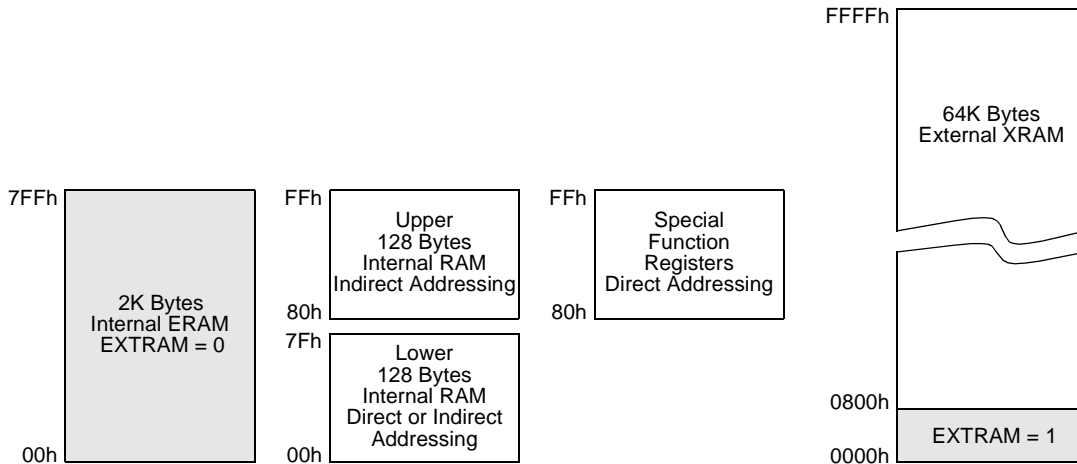 FFFFh
64K Bytes
External XRAM
7FFh
2K Bytes
Internal ERAM
EXTRAM = 0
00h
FFh
Upper
128 Bytes
Internal RAM
Indirect Addressing
80h
7Fh
Lower
128 Bytes
Internal RAM
Direct or Indirect
Addressing
00h
FFh
Special
Function
Registers
Direct Addressing
80h
0800h
EXTRAM = 1
0000h